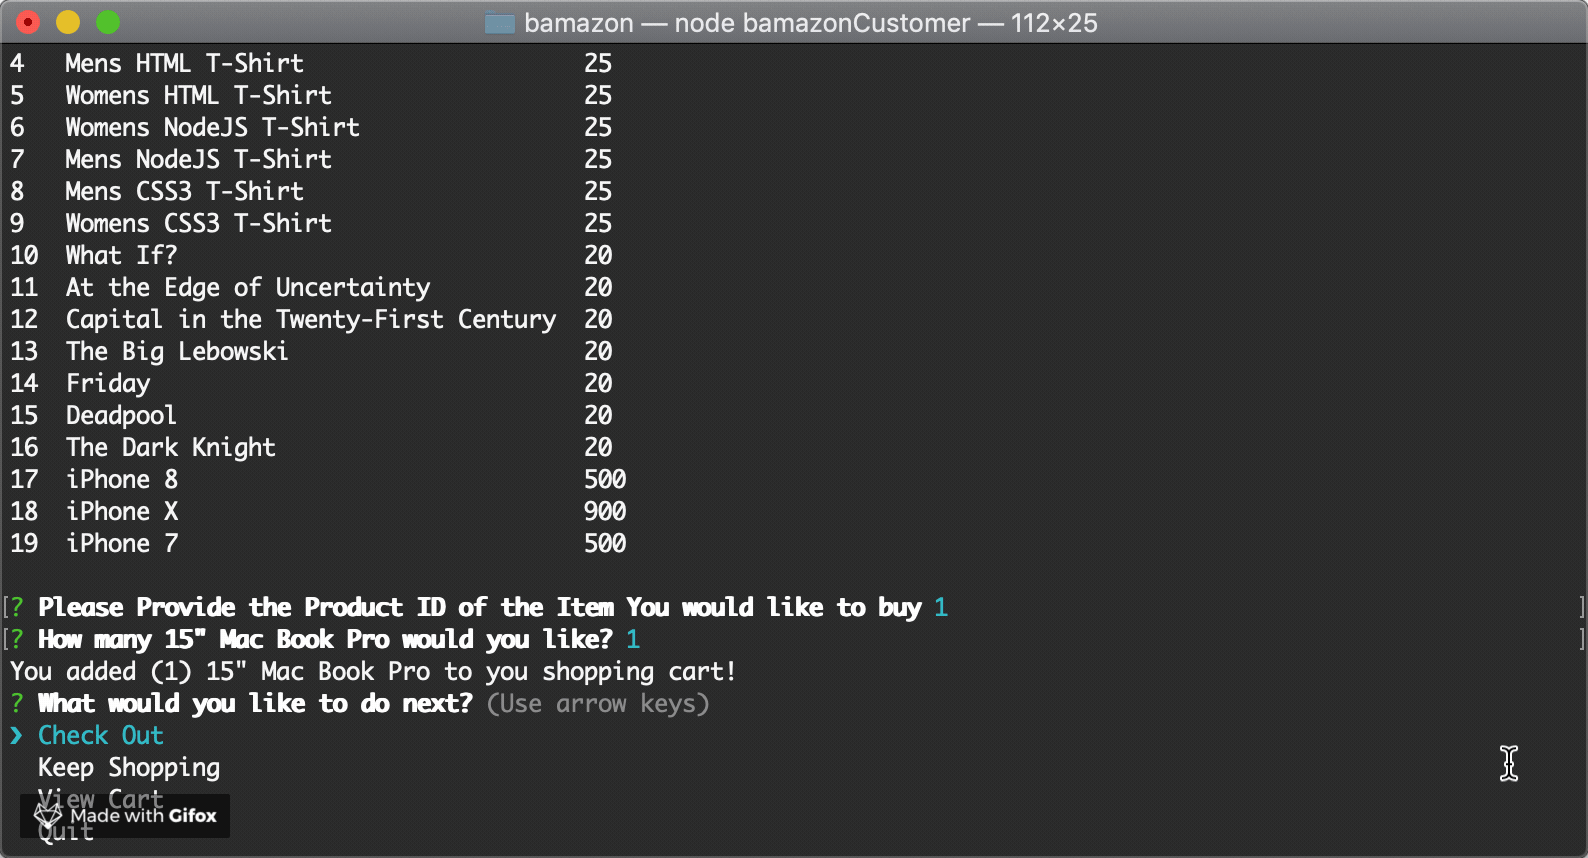 bamazon — node bamazonCustomer — 112×25
4 Mens HTML T-Shirt 25
5 Womens HTML T-Shirt 25
6 Womens NodeJS T-Shirt 25
7 Mens NodeJS T-Shirt 25
8 Mens CSS3 T-Shirt 25
9 Womens CSS3 T-Shirt 25
10 What If? 20
11 At the Edge of Uncertainty 20
12 Capital in the Twenty-First Century 20
13 The Big Lebowski 20
14 Friday 20
15 Deadpool 20
16 The Dark Knight 20
17 iPhone 8 500
18 iPhone X 900
19 iPhone 7 500
[? Please Provide the Product ID of the Item You would like to buy 1 ]
[? How many 15" Mac Book Pro would you like? 1 ]
You added (1) 15" Mac Book Pro to you shopping cart!
? What would you like to do next? (Use arrow keys)
❯ Check Out
Keep Shopping
View Cart
Made with Gifox
Quit